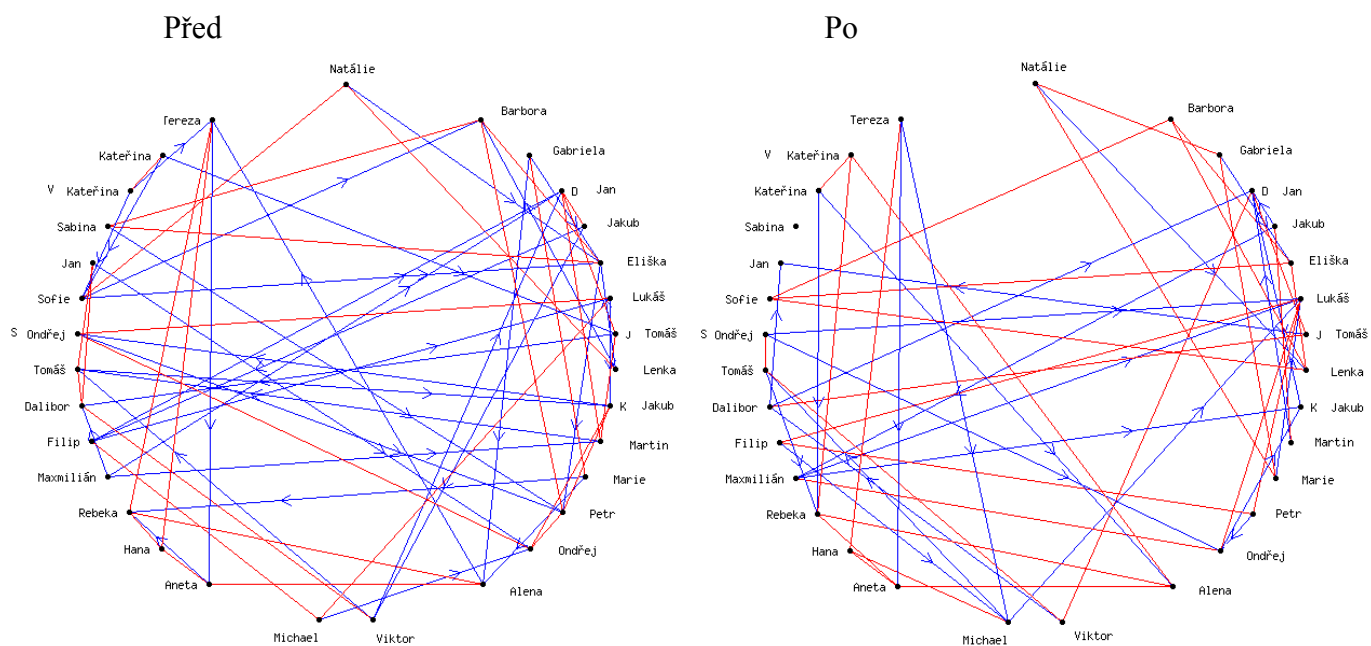 Před
Po
Natálie
Tereza
Barbora
Kateřina
Gabriela
V Kateřina
D Jan
Sabina
Jakub
Jan
Eliška
Sofie
Lukáš
S Ondřej
J Tomáš
Tomáš
Lenka
Dalibor
K Jakub
Filip
Martin
Maxmilián
Marie
Rebeka
Petr
Hana
Ondřej
Aneta
Alena
Michael
Viktor
Natálie
Tereza
Barbora
V Kateřina
Gabriela
Kateřina
D Jan
Sabina
Jakub
Jan
Eliška
Sofie
Lukáš
S Ondřej
J Tomáš
Tomáš
Lenka
Dalibor
K Jakub
Filip
Martin
Maxmilián
Marie
Rebeka
Petr
Hana
Ondřej
Aneta
Alena
Michael
Viktor